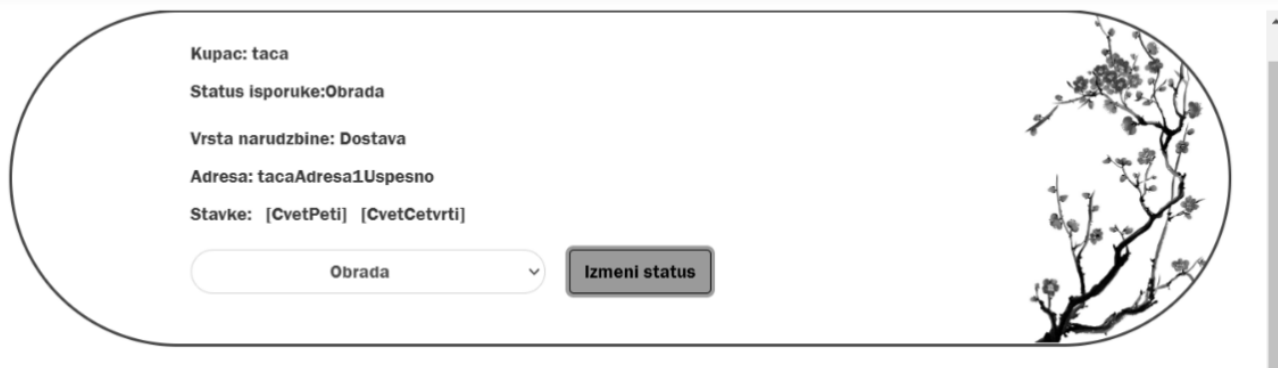 Kupac: taca
Status isporuke:Obrada
Vrsta narudzbine: Dostava
Adresa: tacaAdresa1Uspesno
Stavke: [CvetPeti] [CvetCetvrti]
Obrada
Izmeni status